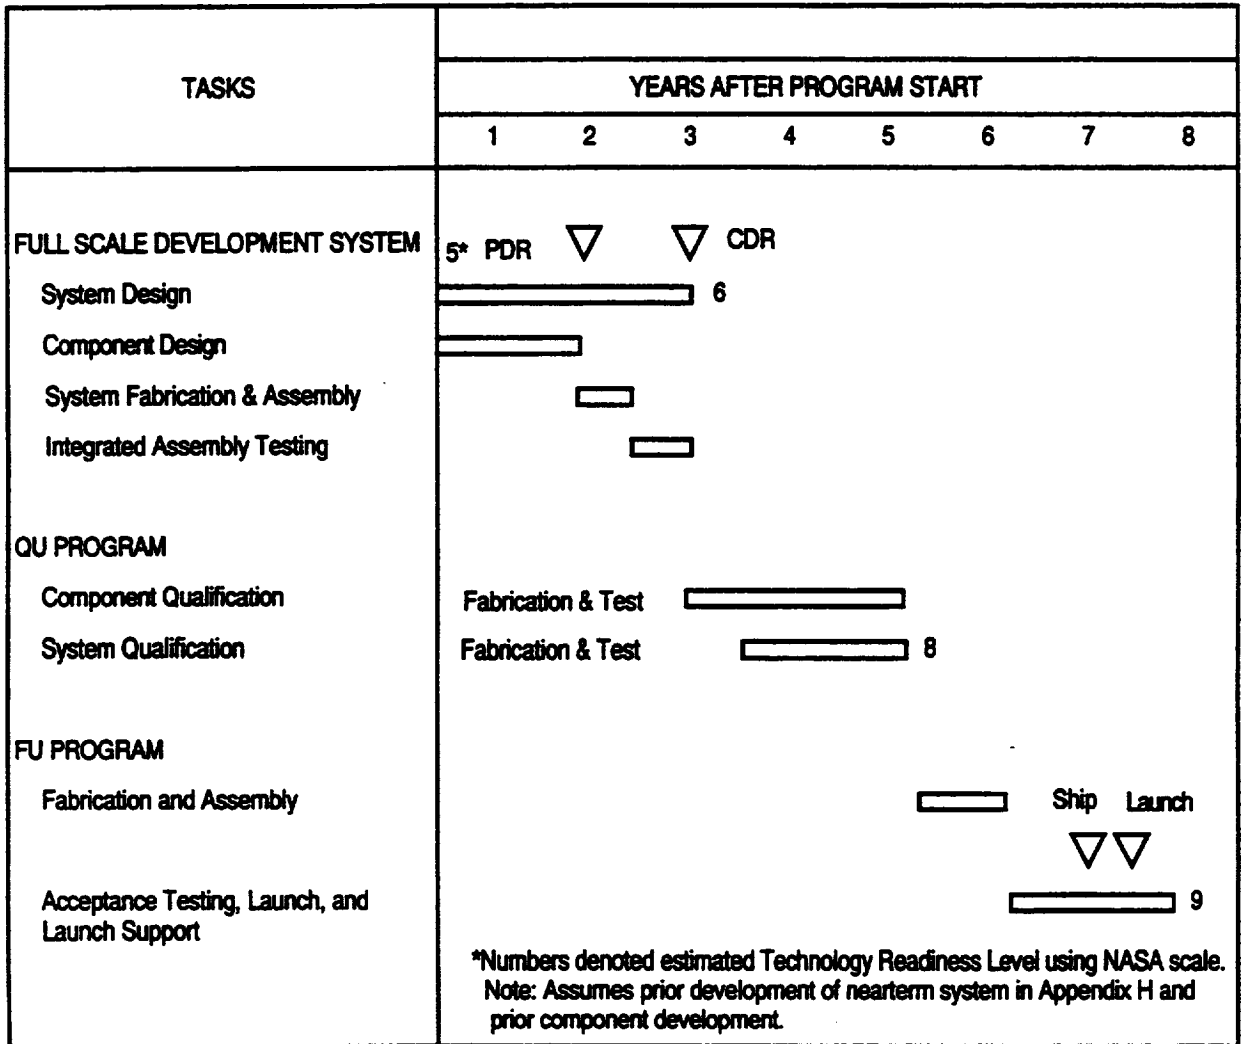 TASKS
YEARS AFTER PROGRAM START
1 2 3 4 5 6 7 8
FULL SCALE DEVELOPMENT SYSTEM 5* PDR CDR
System Design 6
Component Design
System Fabrication & Assembly
Integrated Assembly Testing
QU PROGRAM
Component Qualification Fabrication & Test
System Qualification Fabrication & Test 8
FU PROGRAM
Fabrication and Assembly Ship Launch
Acceptance Testing, Launch, and 9
Launch Support
*Numbers denoted estimated Technology Readiness Level using NASA scale.
Note: Assumes prior development of nearterm system in Appendix H and
prior component development.